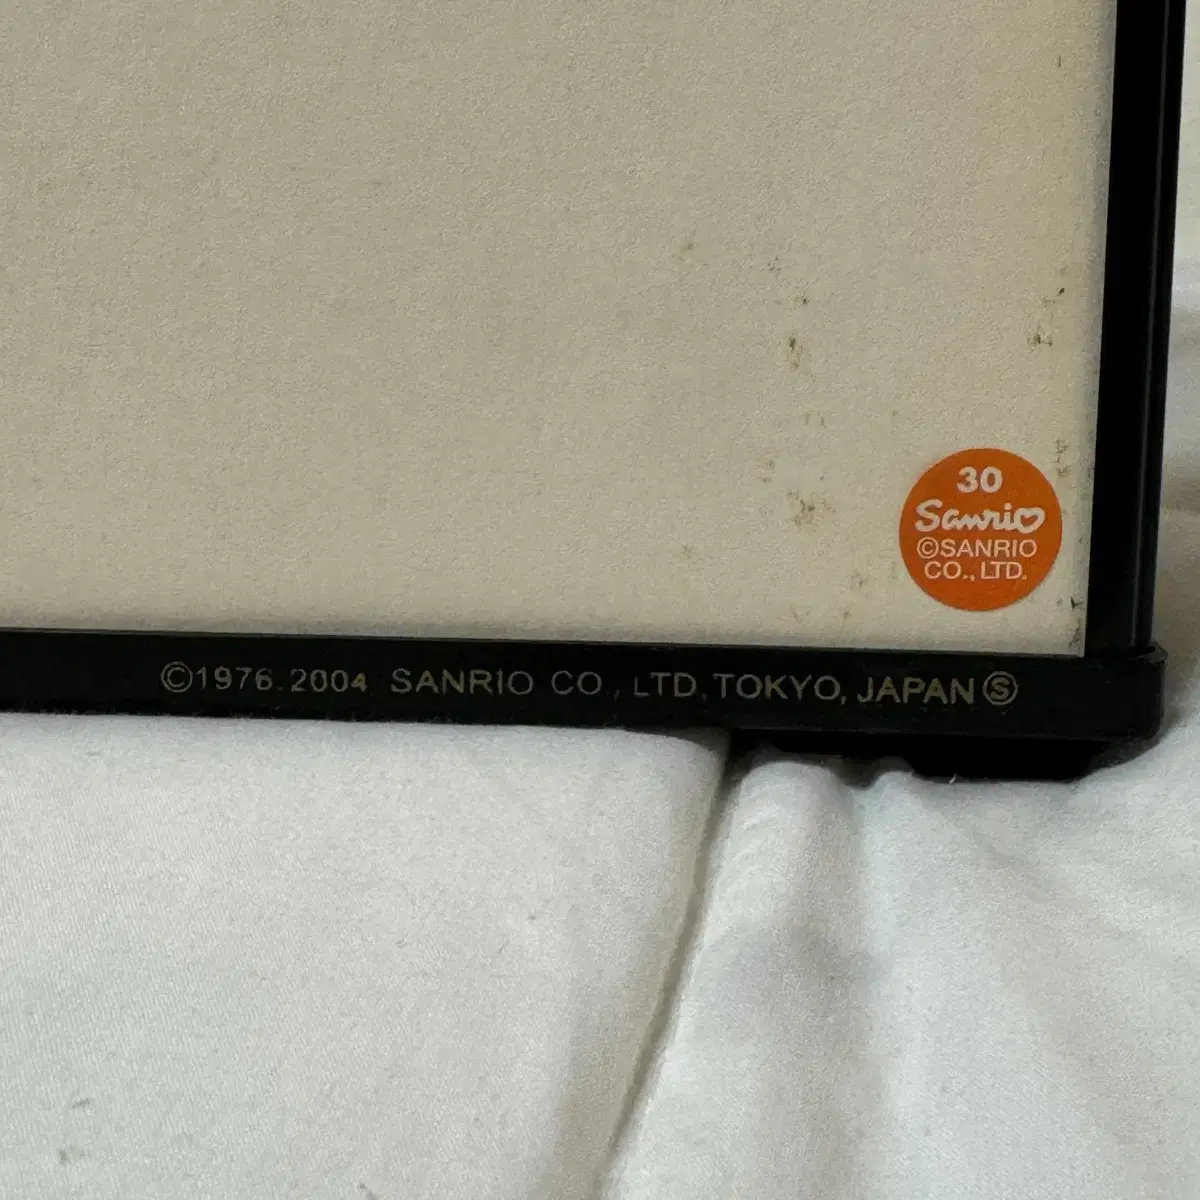 30
Sanrio
©SANRIO
CO., LTD.
©1976. 2004 SANRIO CO., LTD. TOKYO, JAPAN Ⓢ